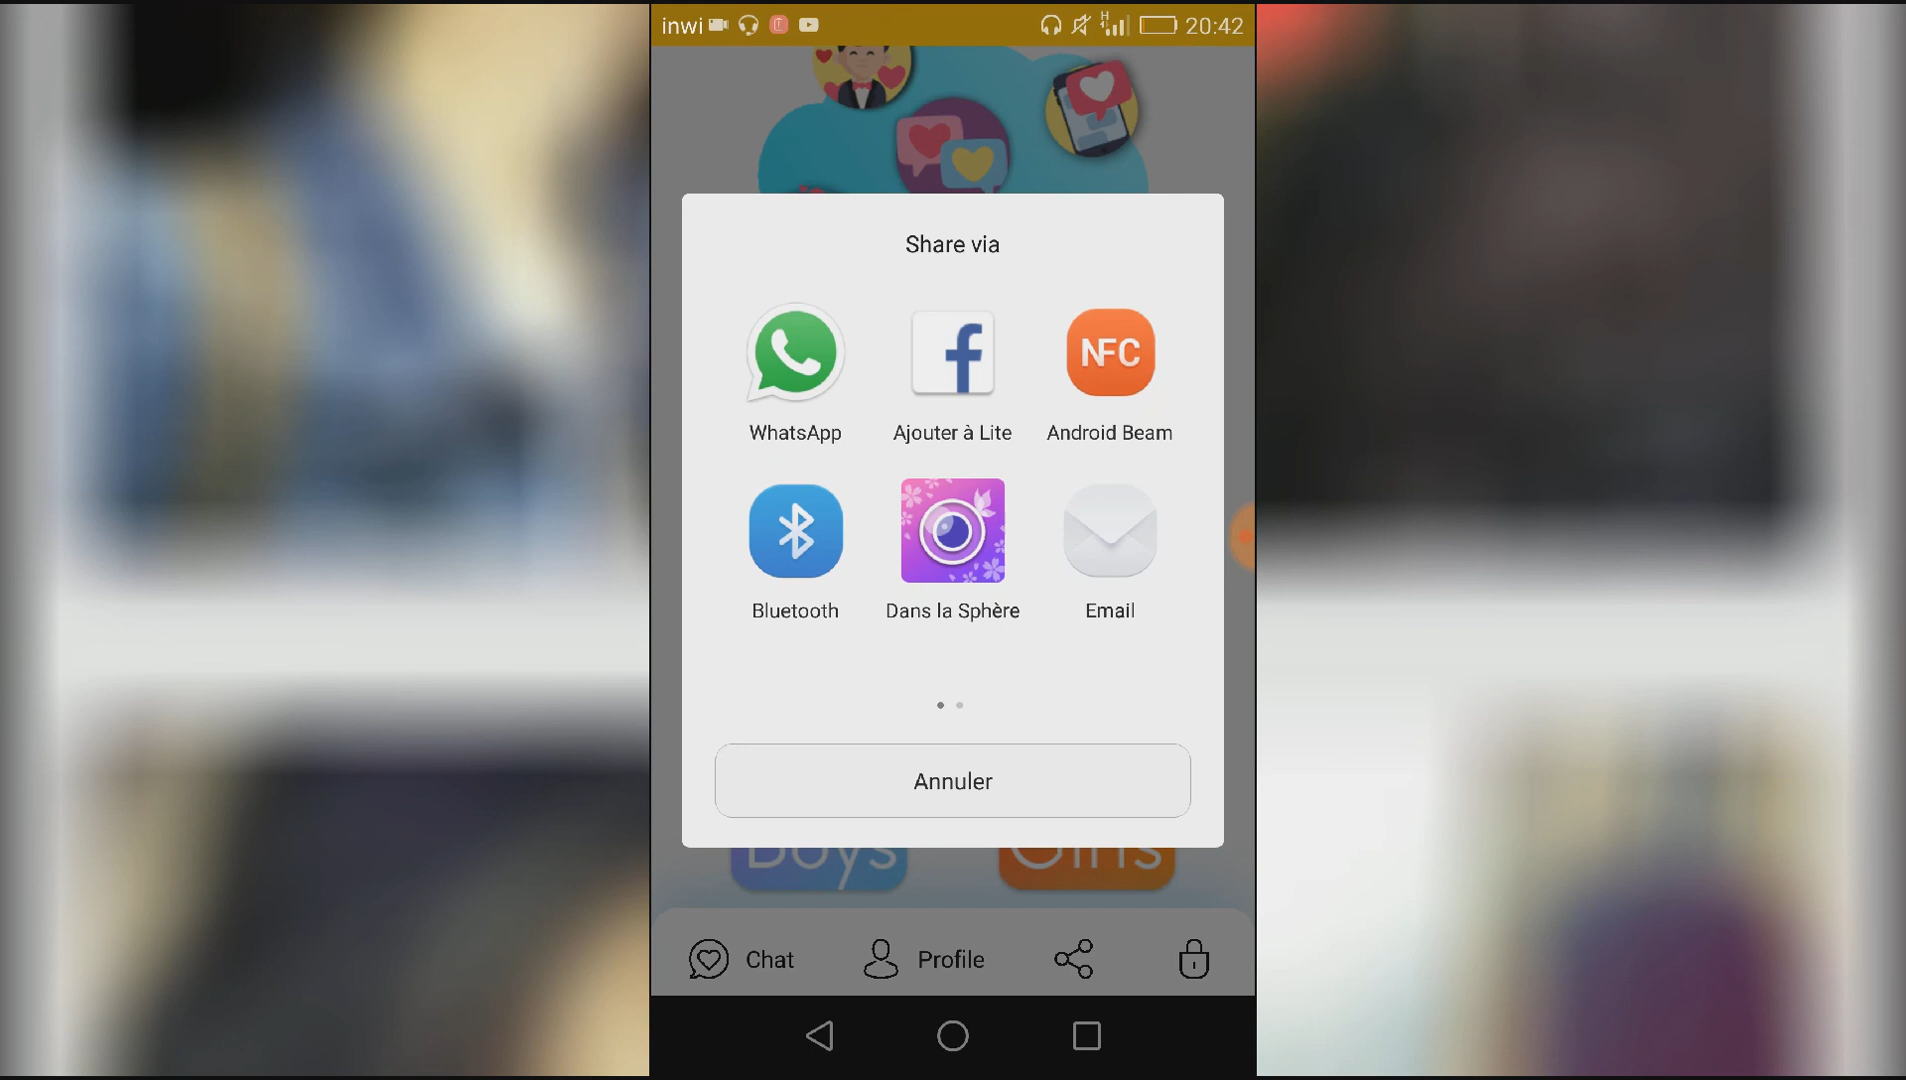 inwi 20:42
Share via
WhatsApp Ajouter à Lite Android Beam
NFC
Bluetooth Dans la Sphère Email
Annuler
Boys Girls
Chat Profile